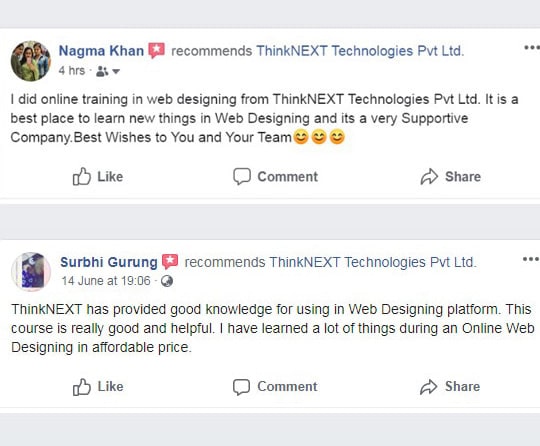 Nagma Khan recommends ThinkNEXT Technologies Pvt Ltd.
4 hrs ·
I did online training in web designing from ThinkNEXT Technologies Pvt Ltd. It is a
best place to learn new things in Web Designing and its a very Supportive
Company.Best Wishes to You and Your Team😊😊😊
Like Comment Share
Surbhi Gurung recommends ThinkNEXT Technologies Pvt Ltd.
14 June at 19:06 ·
ThinkNEXT has provided good knowledge for using in Web Designing platform. This
course is really good and helpful. I have learned a lot of things during an Online Web
Designing in affordable price.
Like Comment Share